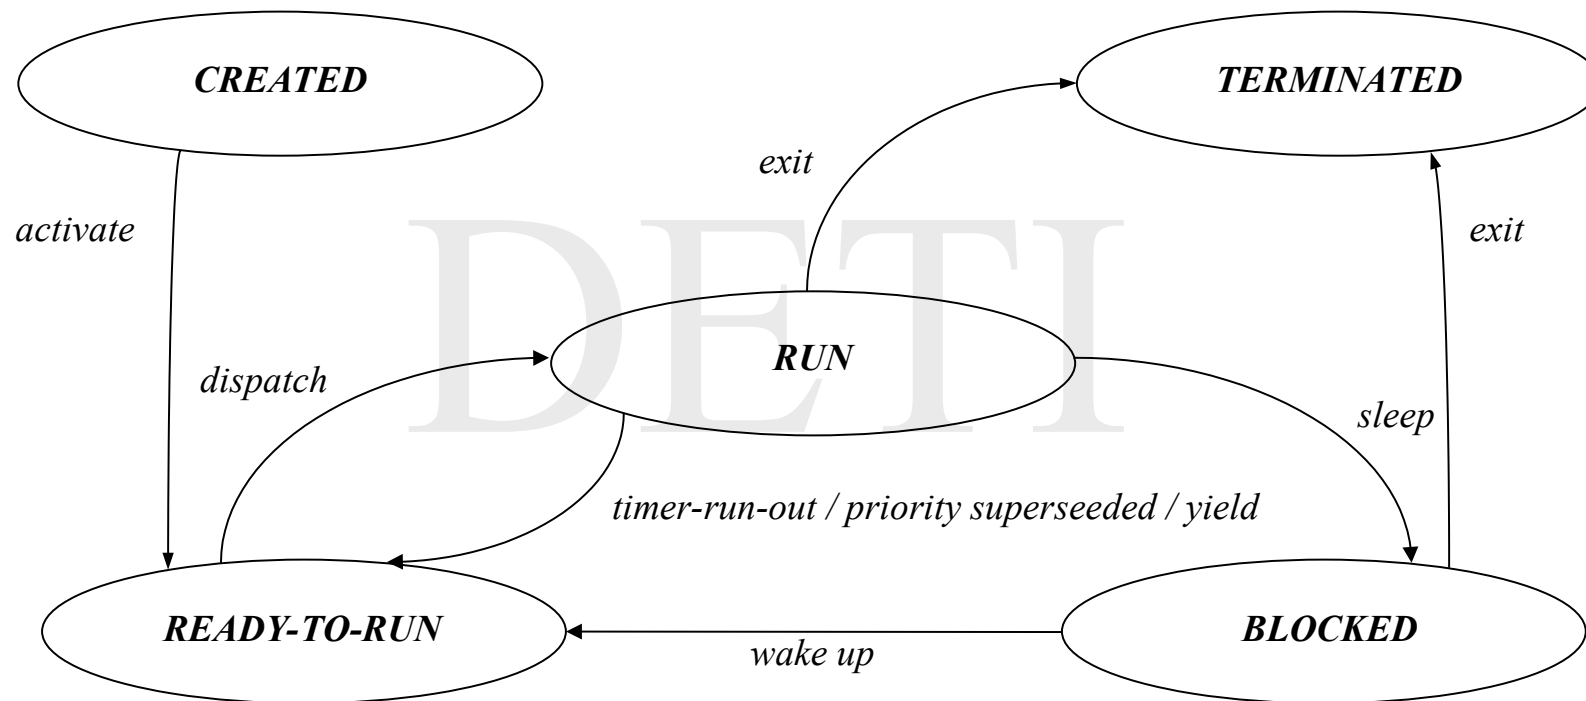 CREATED
TERMINATED
exit
activate
exit
DETI
RUN
dispatch
sleep
timer-run-out / priority superseeded / yield
READY-TO-RUN
BLOCKED
wake up